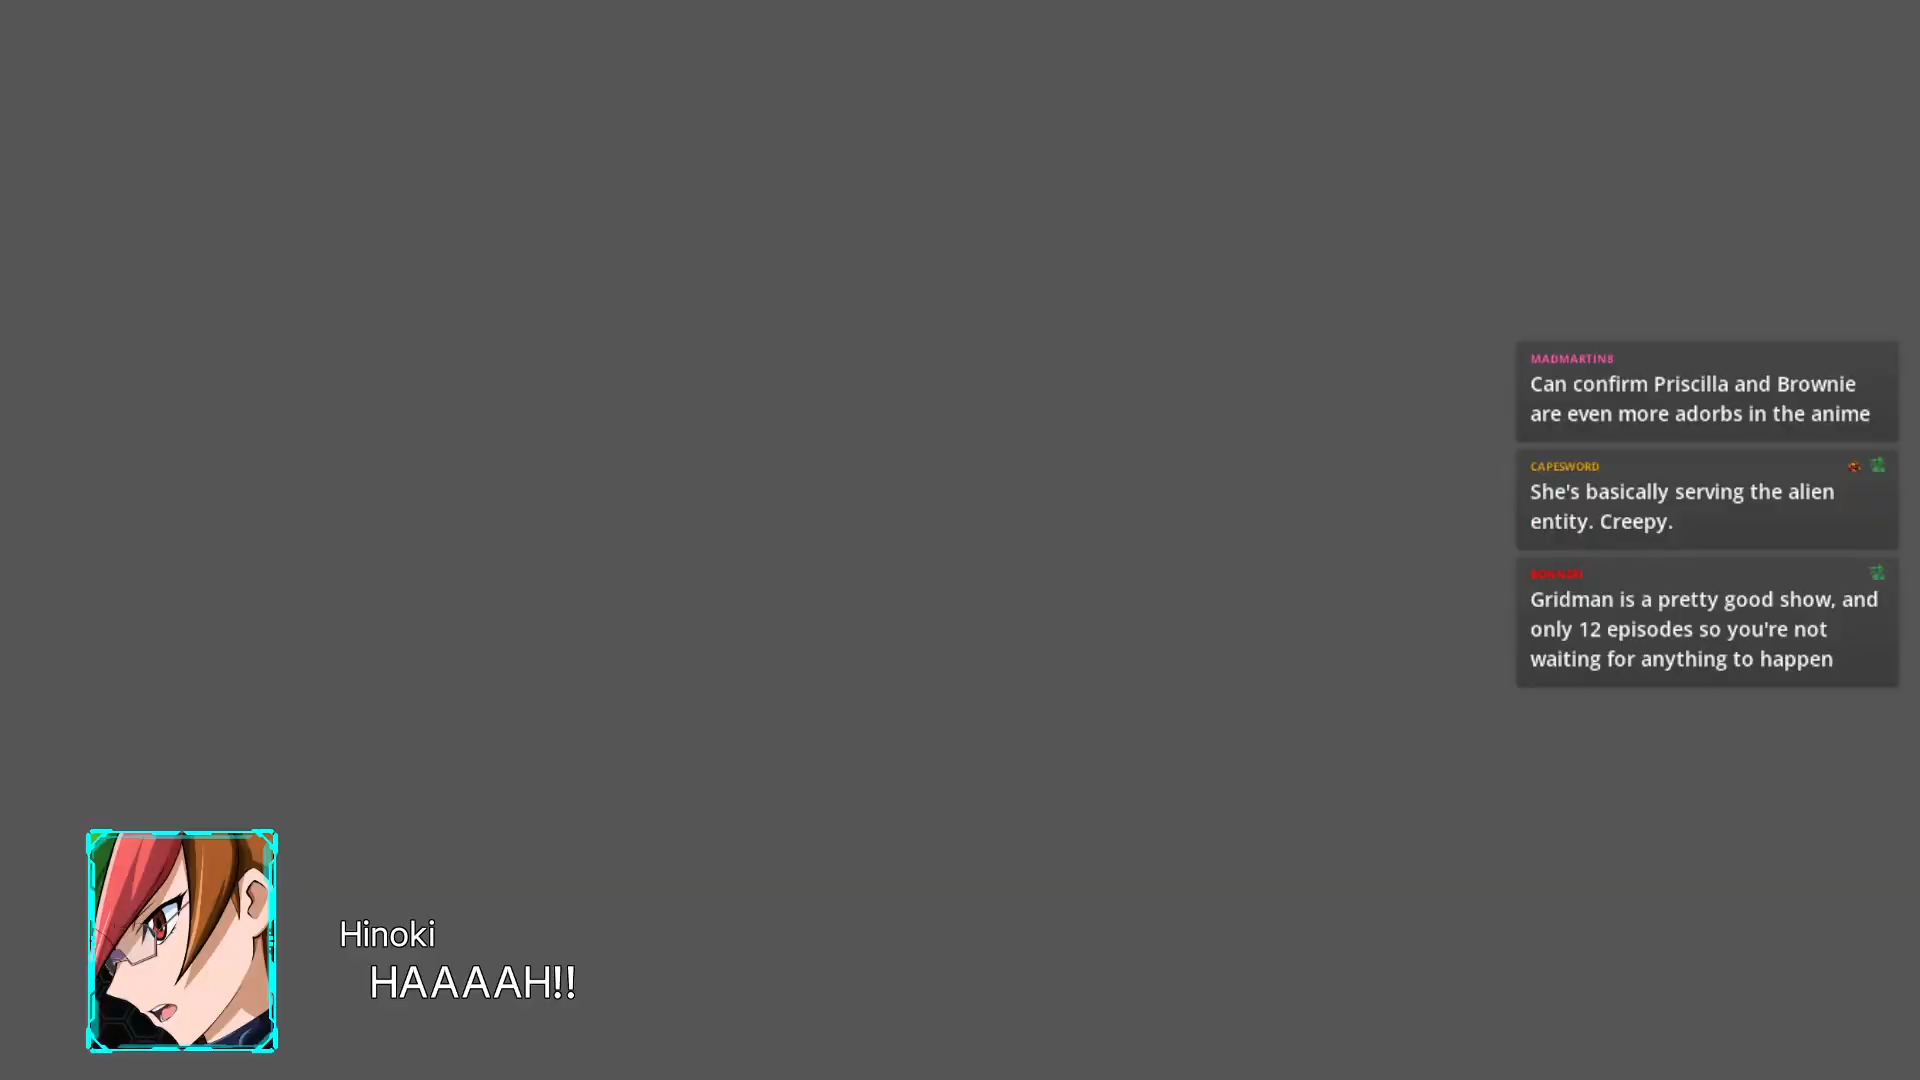 MADMARTIN8
Can confirm Priscilla and Brownie
are even more adorbs in the anime
CAPESWORD
She's basically serving the alien
entity. Creepy.
Gridman is a pretty good show, and
only 12 episodes so you're not
waiting for anything to happen
Hinoki
HAAAAH!!